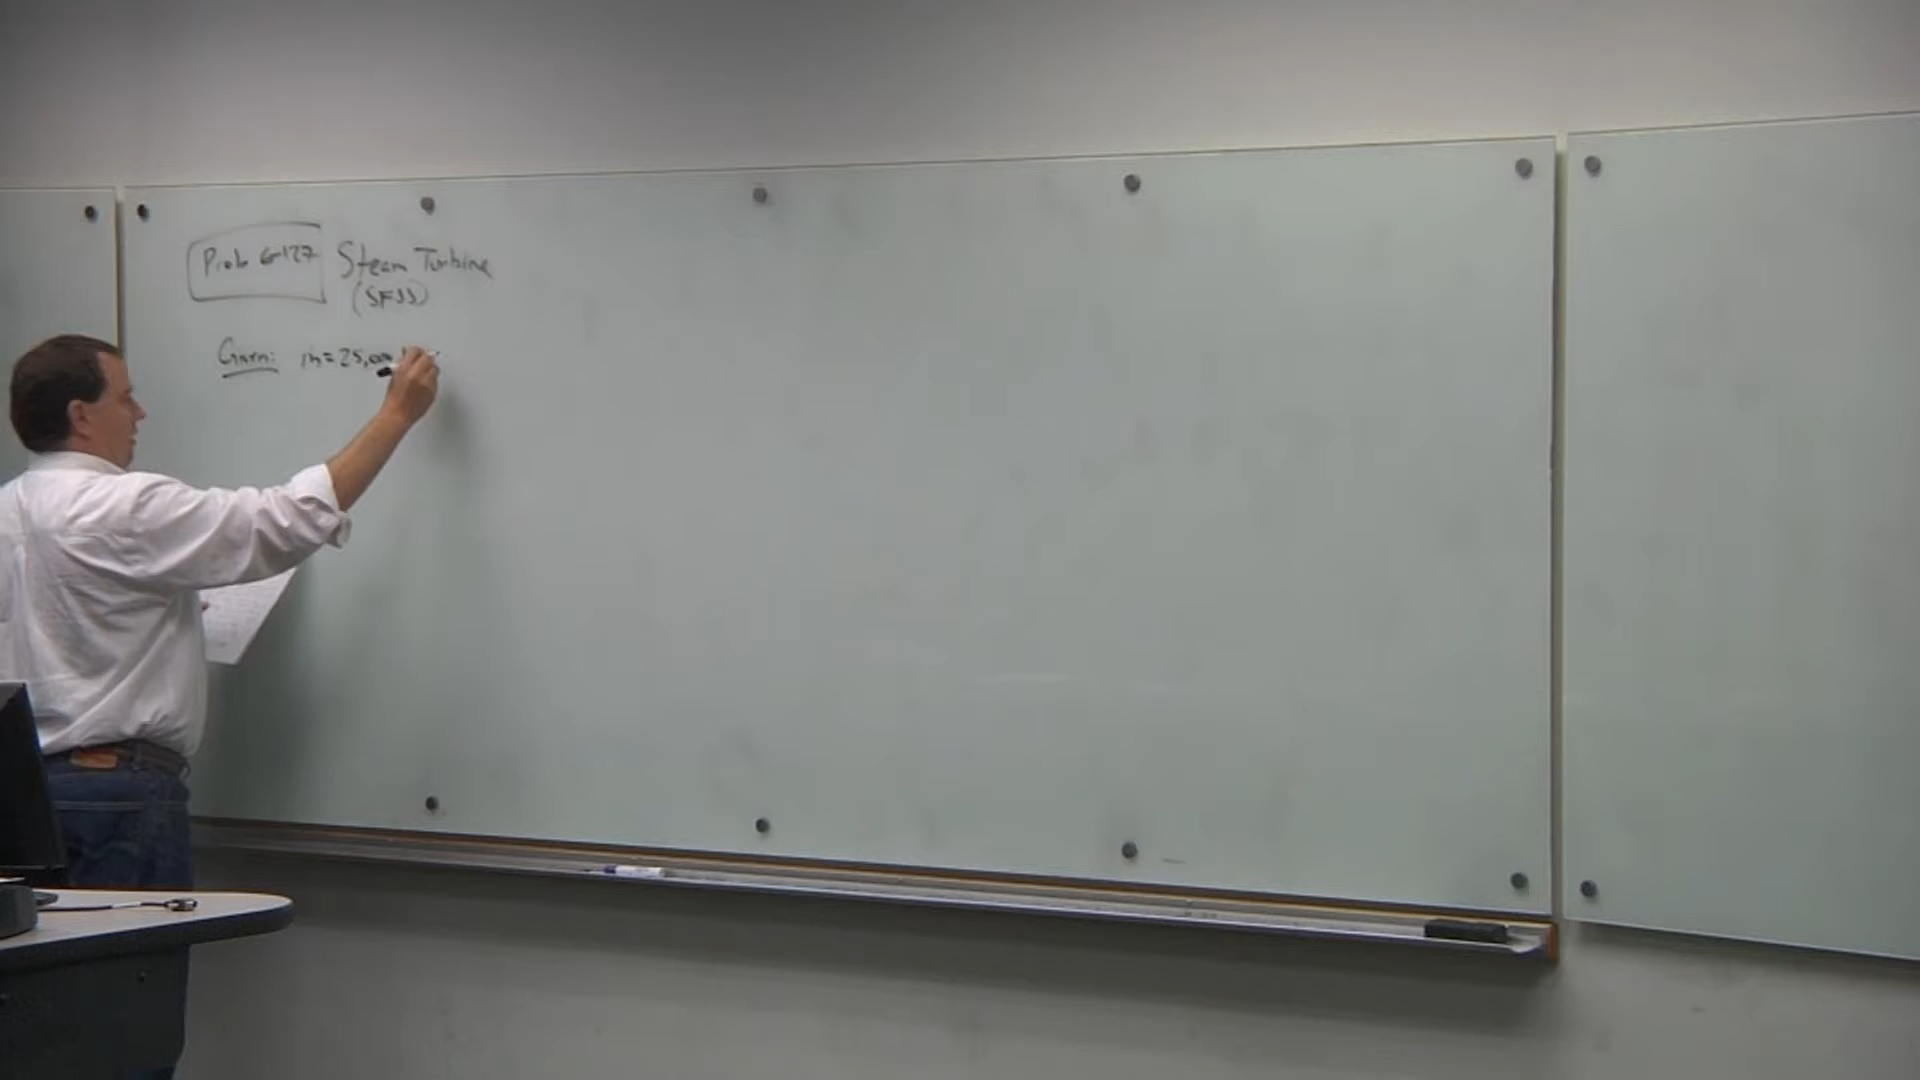 Prob 6-127 Steam Turbine
(SFSS)
Given: ṁ = 25,000